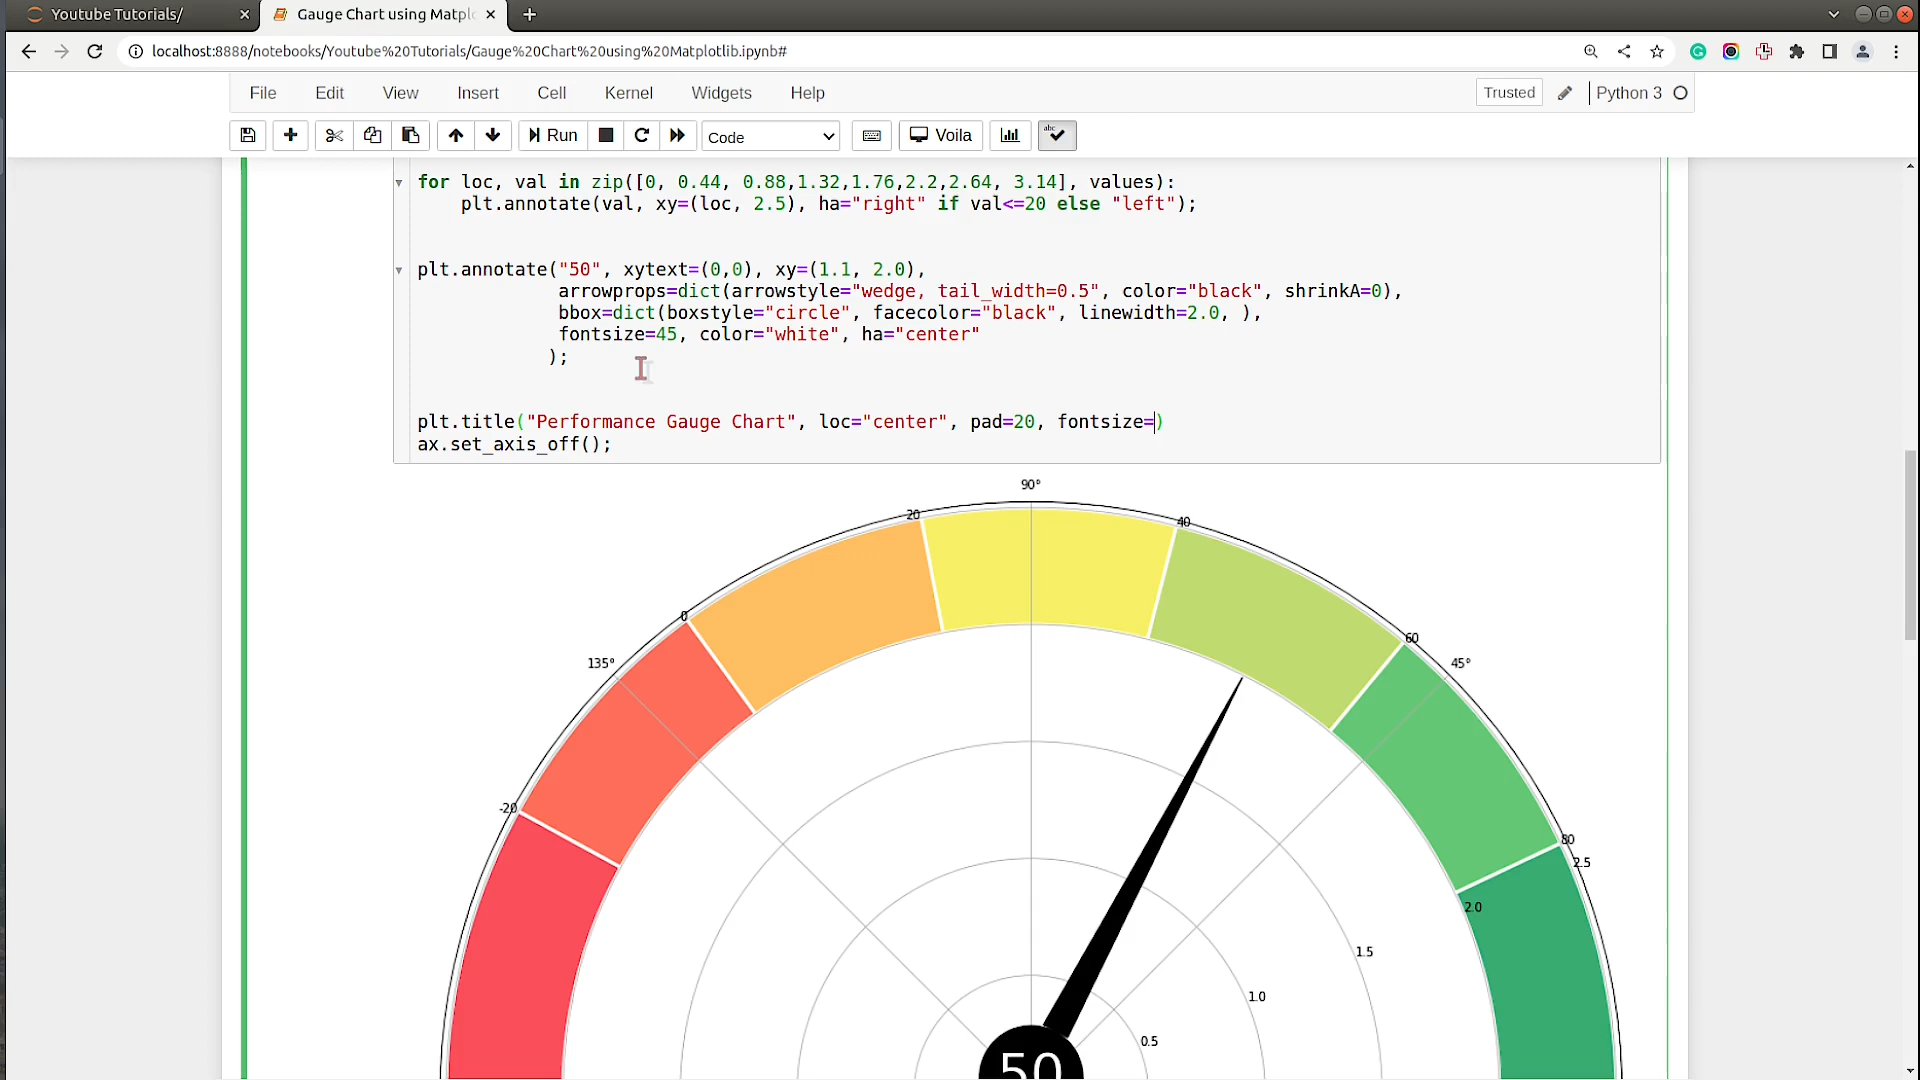 Youtube Tutorials/
Gauge Chart using Matplo
localhost:8888/notebooks/Youtube%20Tutorials/Gauge%20Chart%20using%20Matplotlib.ipynb#
File Edit View Insert Cell Kernel Widgets Help
Trusted
Python 3
Run
Code
Voila
abc
for loc, val in zip([0, 0.44, 0.88,1.32,1.76,2.2,2.64, 3.14], values):
plt.annotate(val, xy=(loc, 2.5), ha="right" if val<=20 else "left");
plt.annotate("50", xytext=(0,0), xy=(1.1, 2.0),
arrowprops=dict(arrowstyle="wedge, tail_width=0.5", color="black", shrinkA=0),
bbox=dict(boxstyle="circle", facecolor="black", linewidth=2.0, ),
fontsize=45, color="white", ha="center"
);
plt.title("Performance Gauge Chart", loc="center", pad=20, fontsize=)
ax.set_axis_off();
90°
20
40
0
60
135°
45°
-20
80
2.5
2.0
1.5
1.0
0.5
50